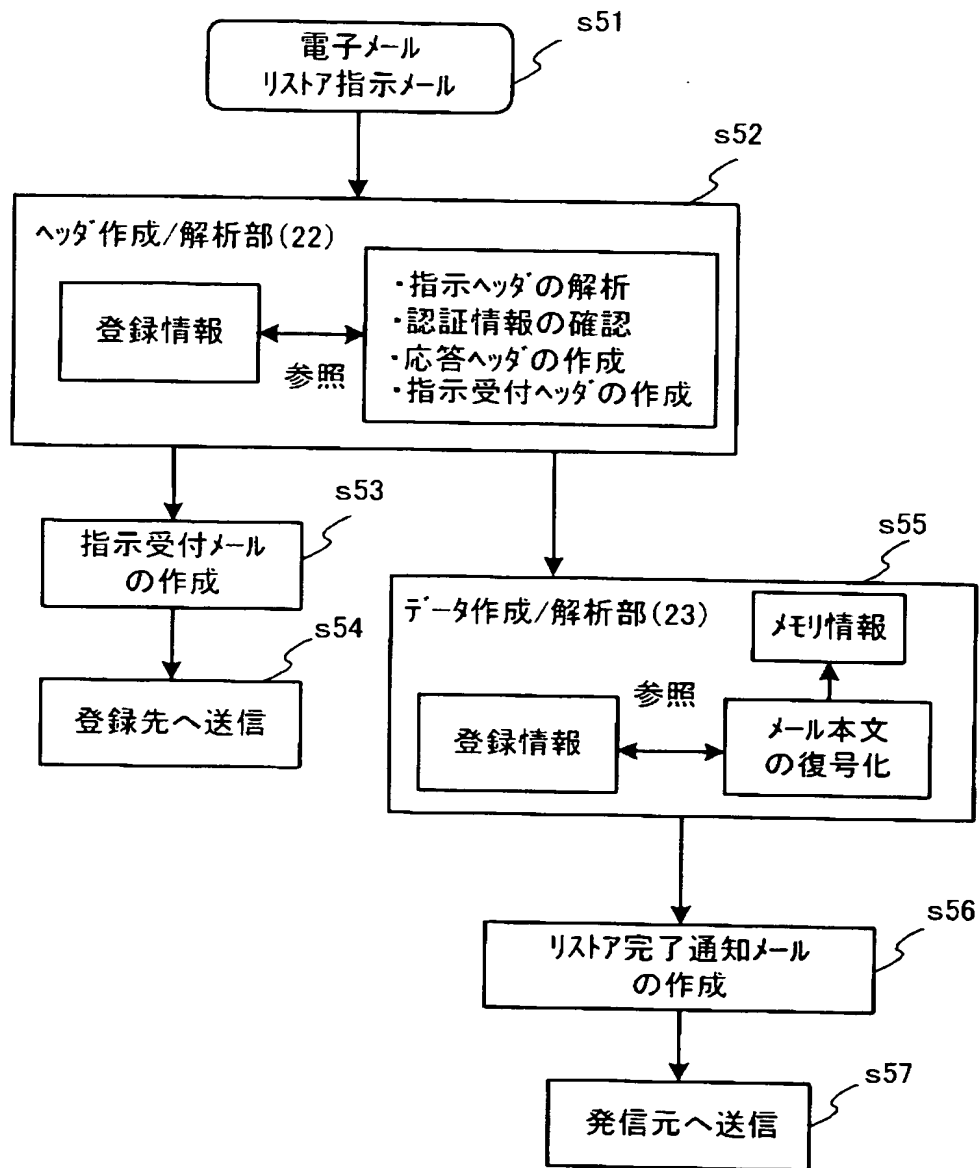 s51
電子メール
リストア指示メール
s52
ヘッダ作成/解析部(22)
登録情報
参照
・指示ヘッダの解析
・認証情報の確認
・応答ヘッダの作成
・指示受付ヘッダの作成
s53
指示受付メール
の作成
s54
登録先へ送信
s55
データ作成/解析部(23)
メモリ情報
参照
登録情報
メール本文
の復号化
s56
リストア完了通知メール
の作成
s57
発信元へ送信